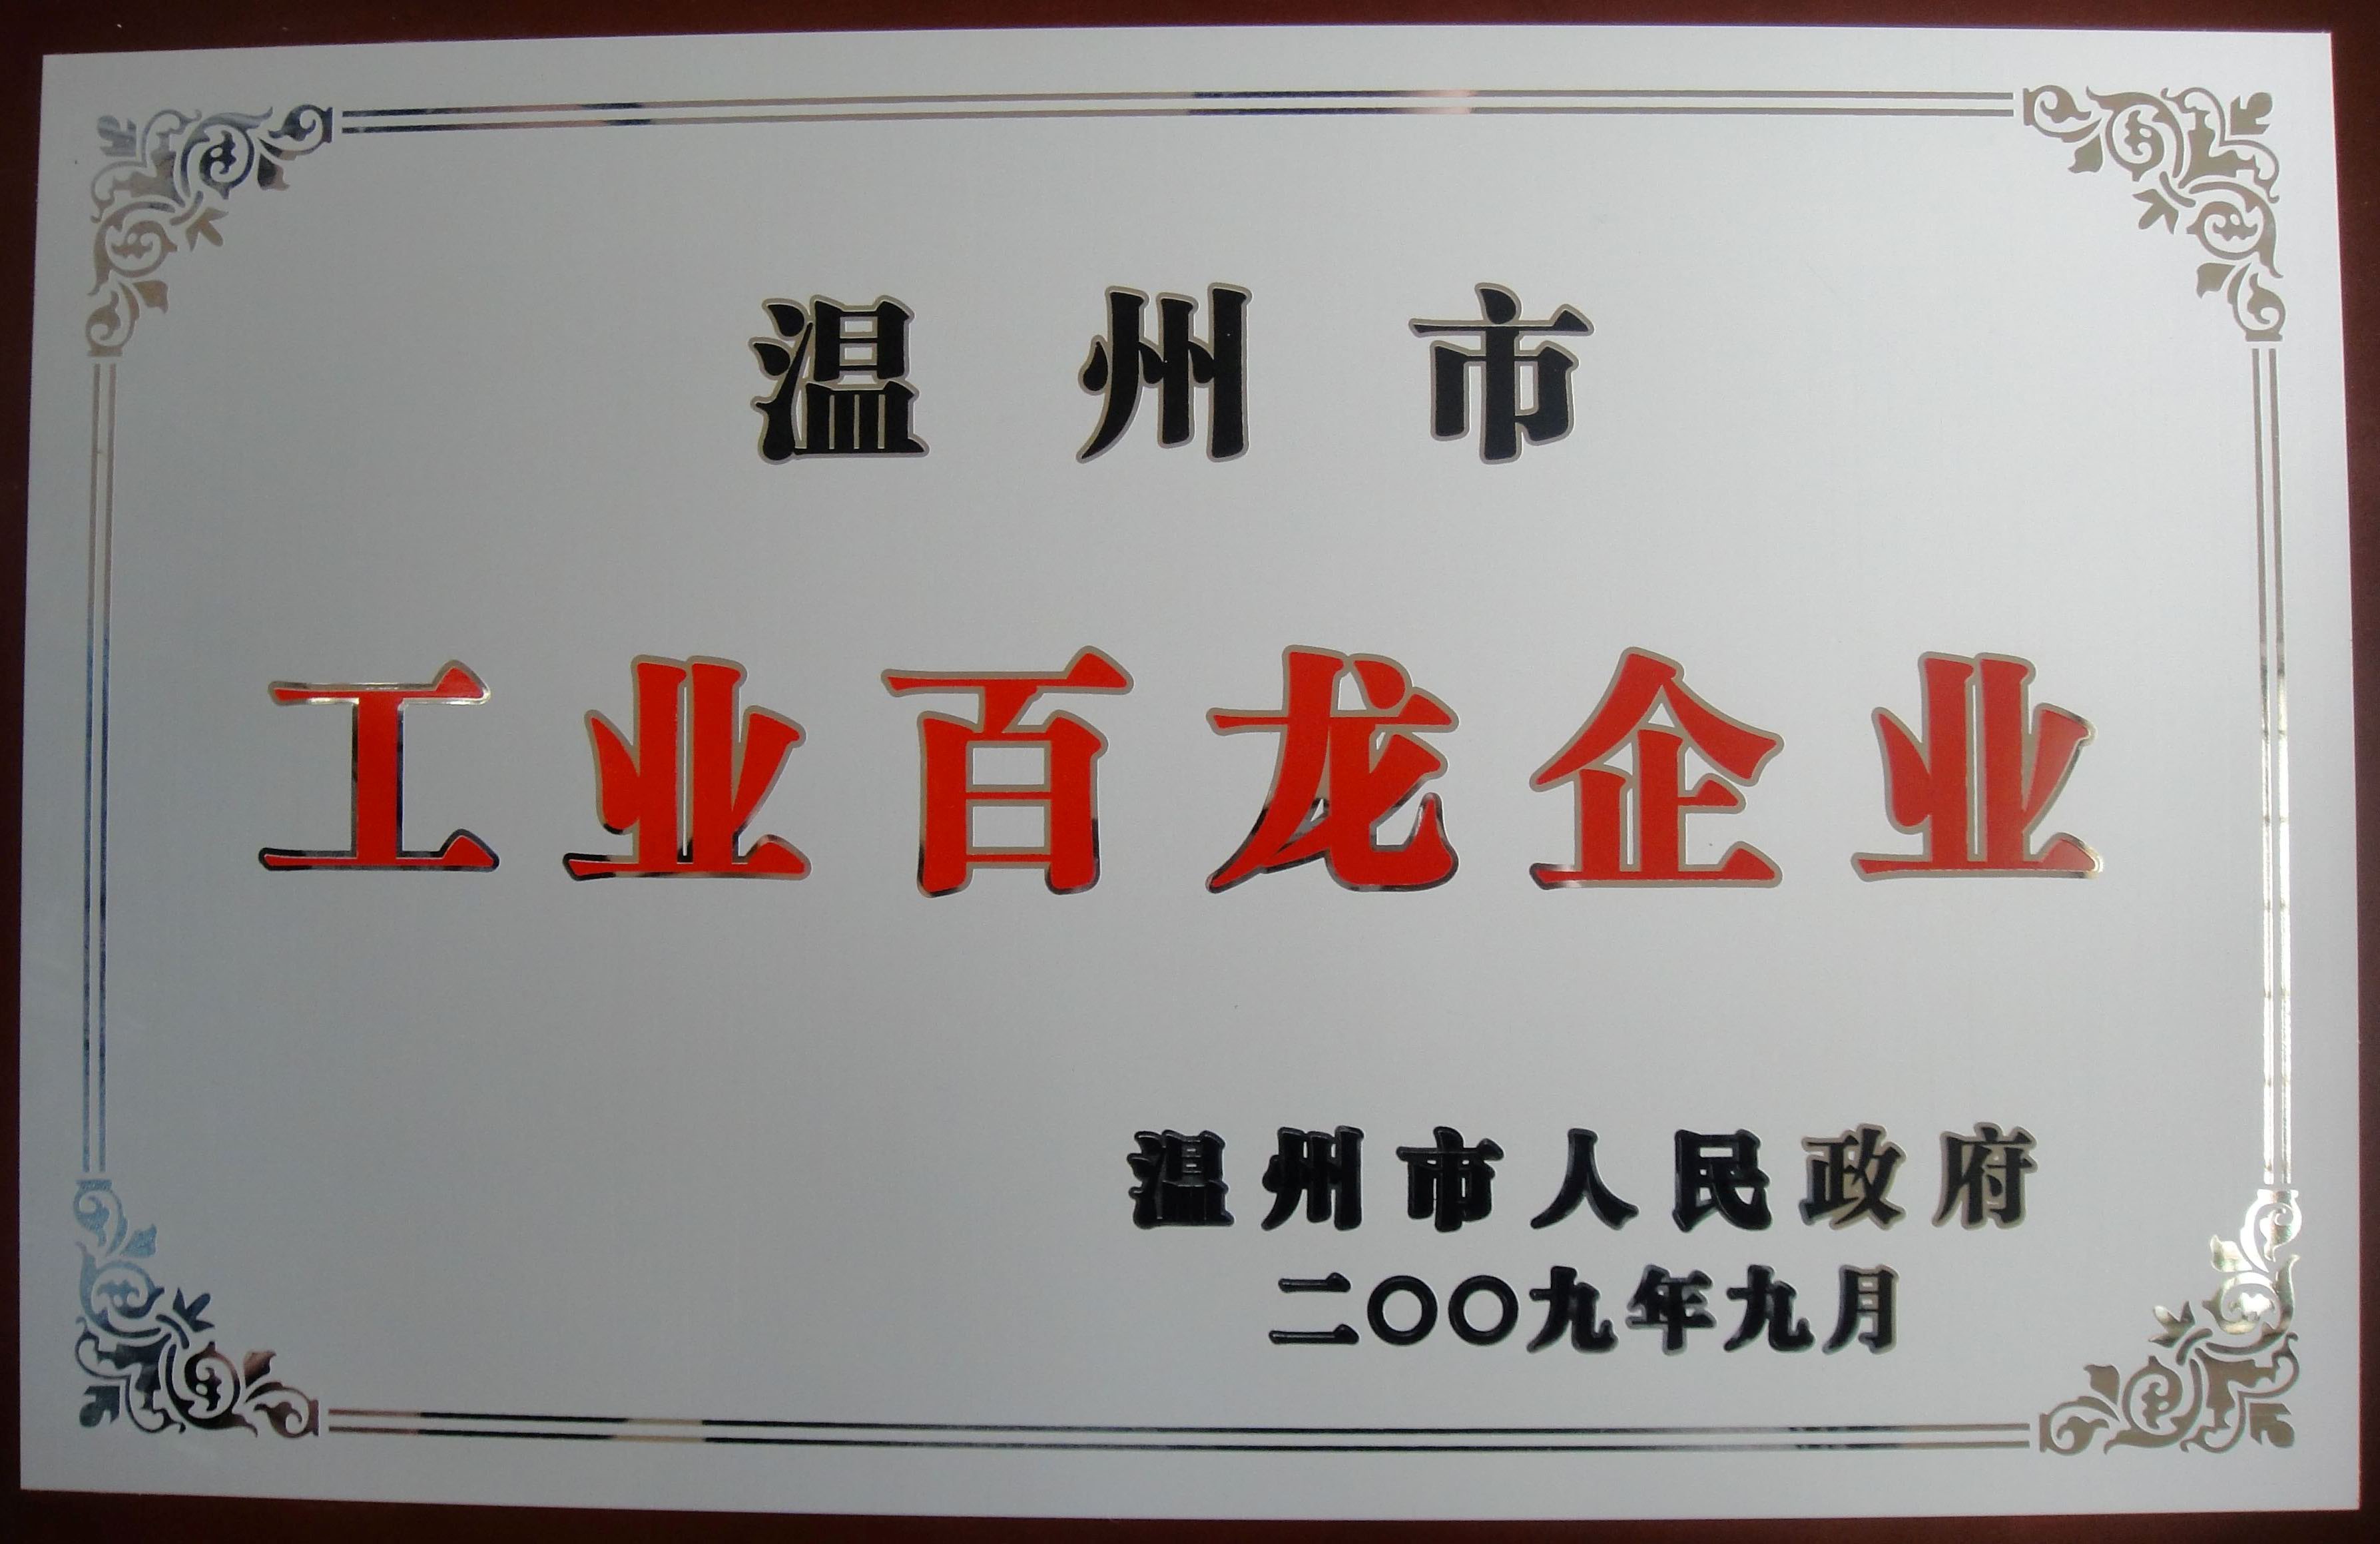 温州市
工业百龙企业
温州市人民政府
二〇〇九年九月